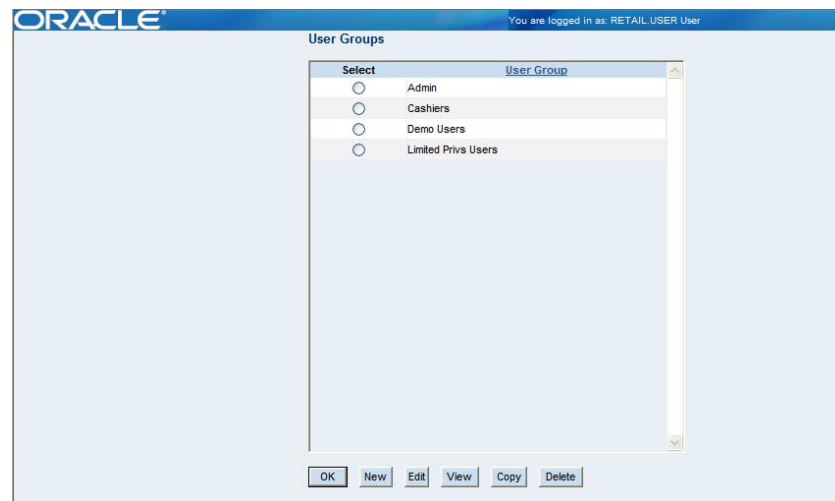 ORACLE®
You are logged in as: RETAIL.USER User
User Groups
Select User Group
Admin
Cashiers
Demo Users
Limited Privs Users
OK New Edit View Copy Delete